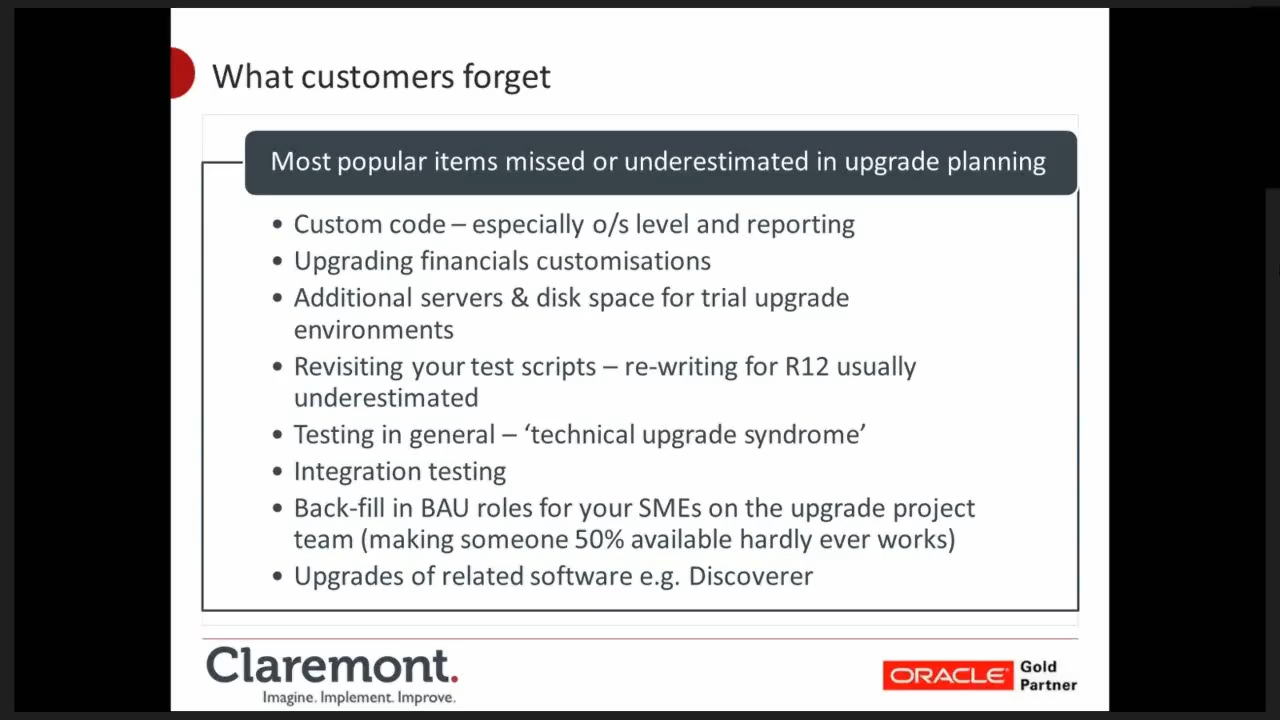 What customers forget
Most popular items missed or underestimated in upgrade planning
• Custom code – especially o/s level and reporting
• Upgrading financials customisations
• Additional servers & disk space for trial upgrade
environments
• Revisiting your test scripts – re-writing for R12 usually
underestimated
• Testing in general – ‘technical upgrade syndrome’
• Integration testing
• Back-fill in BAU roles for your SMEs on the upgrade project
team (making someone 50% available hardly ever works)
• Upgrades of related software e.g. Discoverer
Claremont.
Imagine. Implement. Improve.
ORACLE
Gold
Partner